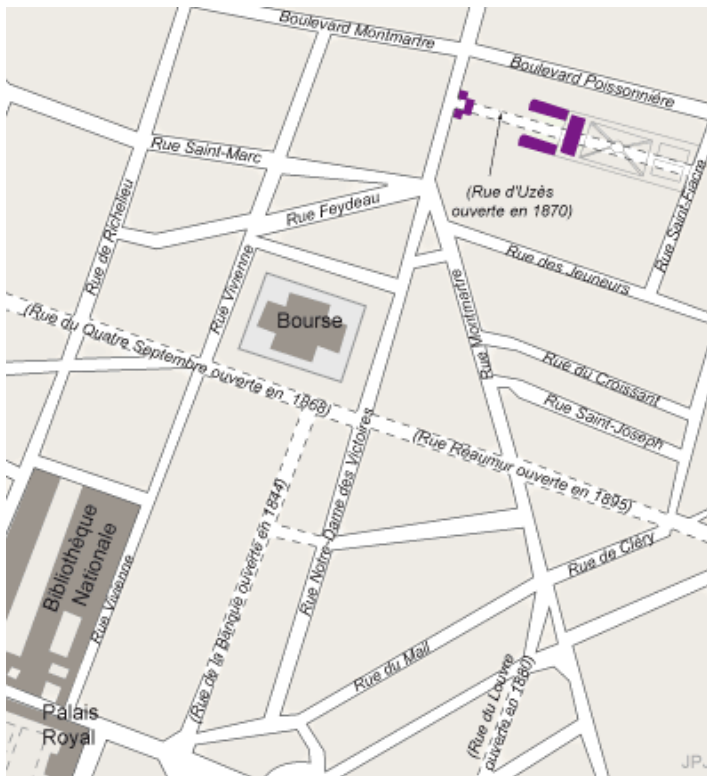 Boulevard Montmartre
Boulevard Poissonnière
Rue Saint-Marc
(Rue d'Uzès
ouverte en 1870)
Rue Saint-Fiacre
Rue Feydeau
Rue de Richelieu
Rue Vivienne
Rue des Jeuneurs
Rue Montmartre
Bourse
(Rue du Quatre Septembre ouverte en 1868)
Rue du Croissant
Rue Saint-Joseph
(Rue Réaumur ouverte en 1895)
Rue Notre-Dame des Victoires
(Rue de la Banque ouverte en 1844)
Bibliothèque
Nationale
Rue Vivienne
Rue de Cléry
Rue du Mail
(Rue du Louvre
ouverte en 1880)
Palais
Royal
JPJ